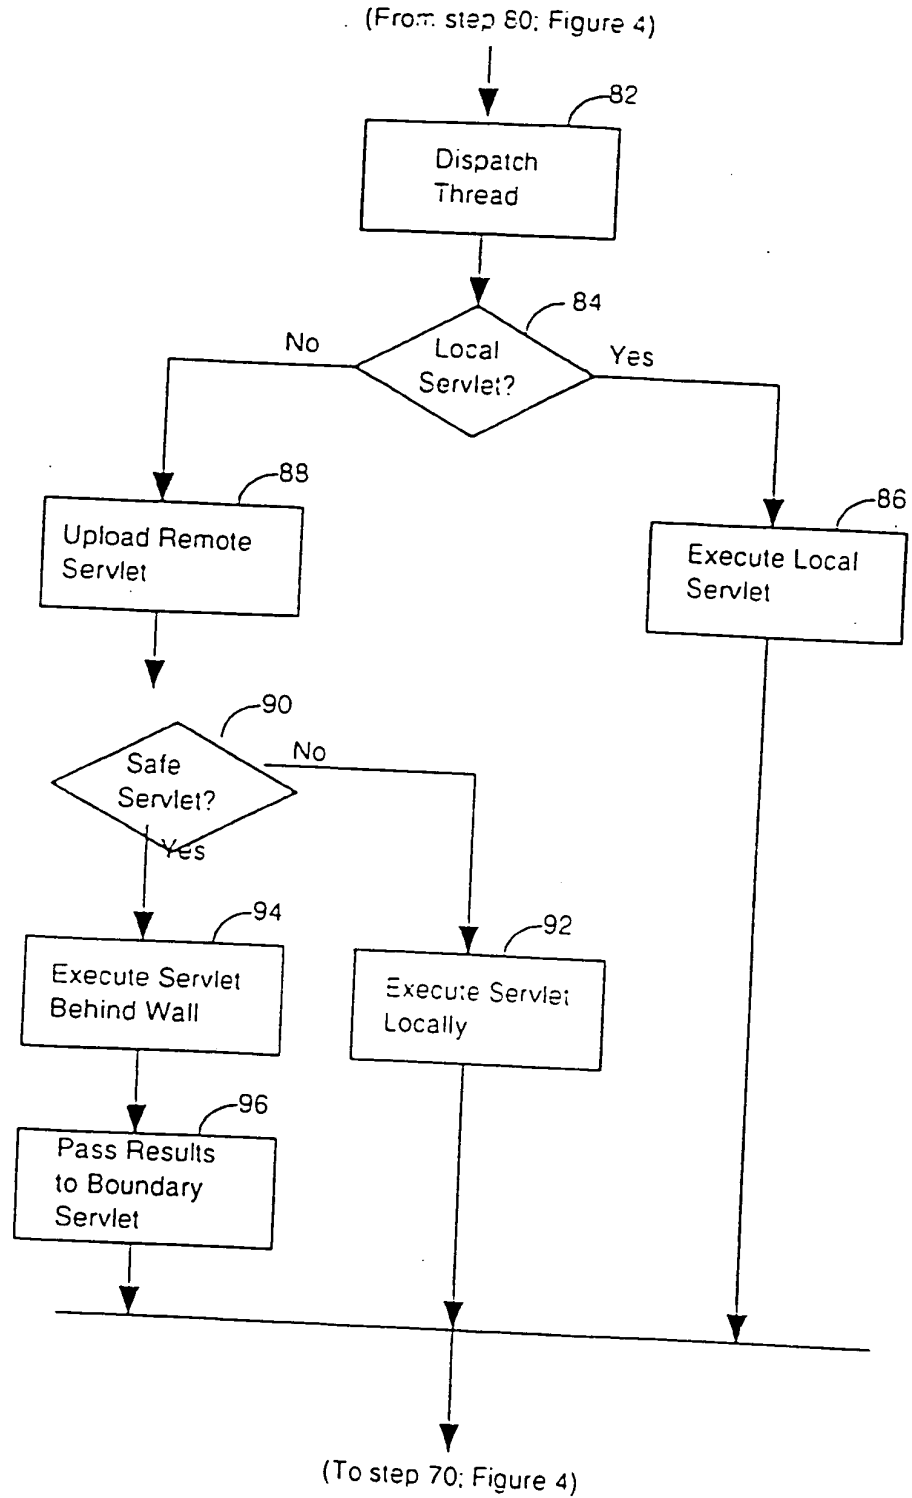 (From step 80; Figure 4)
82
Dispatch
Thread
84
Local
Servlet?
No
Yes
88
Upload Remote
Servlet
86
Execute Local
Servlet
90
Safe
Servlet?
No
Yes
94
Execute Servlet
Behind Wall
92
Execute Servlet
Locally
96
Pass Results
to Boundary
Servlet
(To step 70; Figure 4)